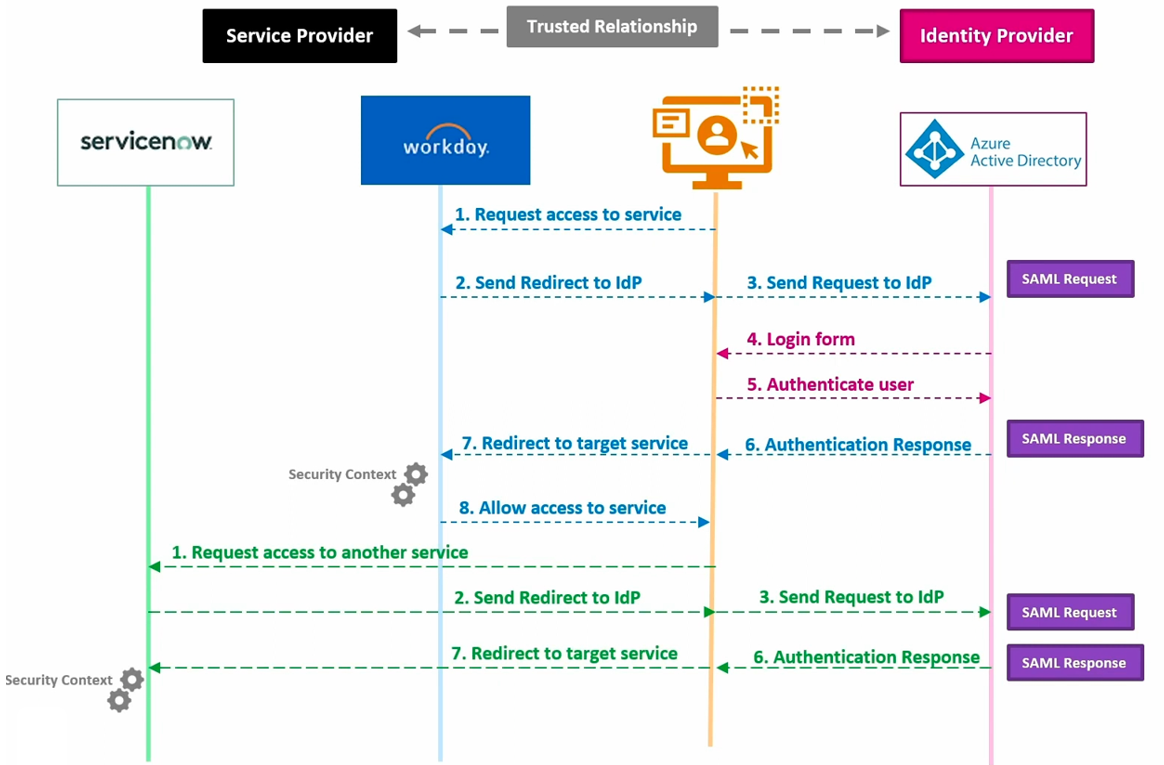 Service Provider
Trusted Relationship
Identity Provider
servicenow
workday.
Azure
Active Directory
1. Request access to service
2. Send Redirect to IdP
3. Send Request to IdP
SAML Request
4. Login form
5. Authenticate user
7. Redirect to target service
6. Authentication Response
SAML Response
Security Context
8. Allow access to service
1. Request access to another service
2. Send Redirect to IdP
3. Send Request to IdP
SAML Request
7. Redirect to target service
6. Authentication Response
SAML Response
Security Context